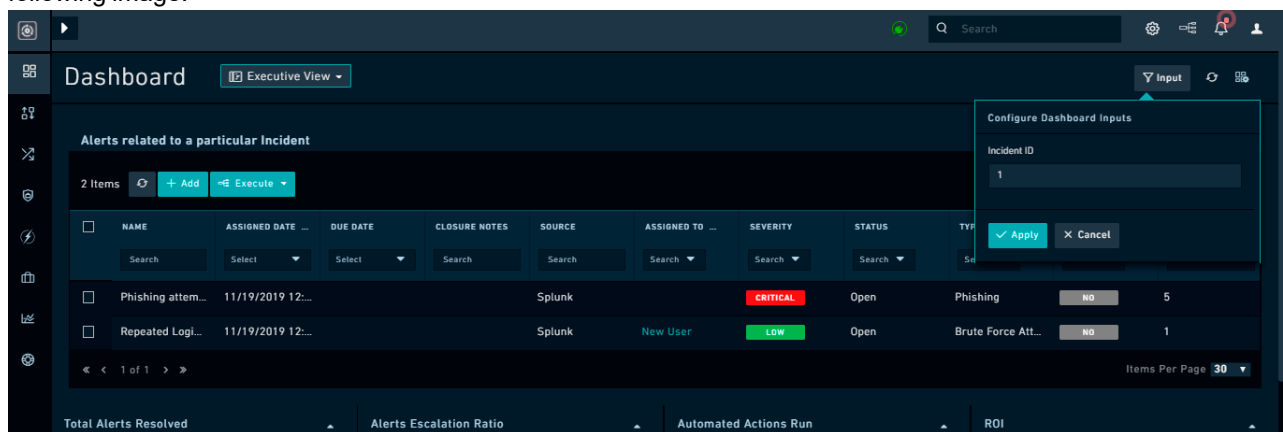 following image:
Search
Dashboard
Executive View
Input
Configure Dashboard Inputs
Incident ID
1
Apply
Cancel
Alerts related to a particular Incident
2 Items
+ Add
Execute
NAME ASSIGNED DATE ... DUE DATE CLOSURE NOTES SOURCE ASSIGNED TO ... SEVERITY STATUS TYP
Search Select Select Search Search Search Search Search Se
Phishing attem... 11/19/2019 12:... Splunk CRITICAL Open Phishing NO 5
Repeated Logi... 11/19/2019 12:... Splunk New User LOW Open Brute Force Att... NO 1
« < 1 of 1 > »
Items Per Page 30
Total Alerts Resolved Alerts Escalation Ratio Automated Actions Run ROI